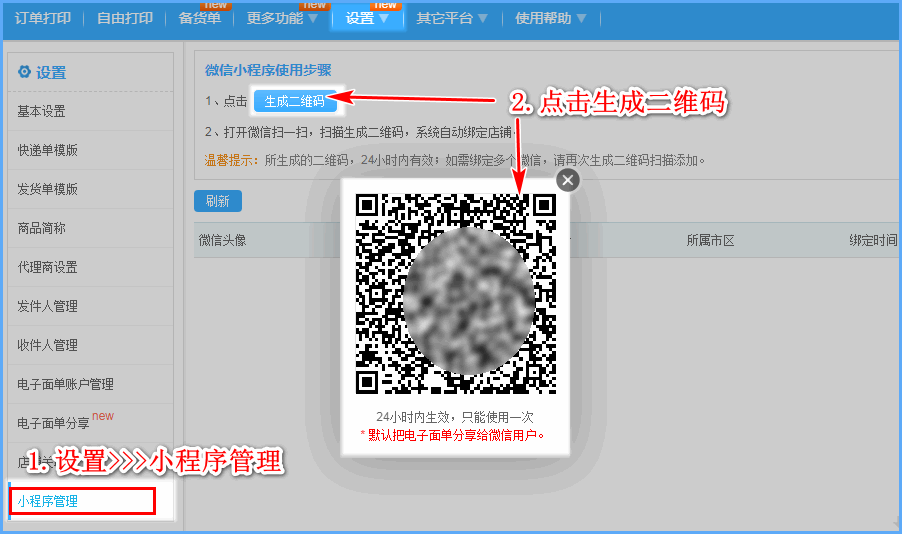 订单打印 自由打印 备货单 new 更多功能 new 设置 new 其它平台 使用帮助
设置
基本设置
快递单模版
发货单模版
商品简称
代理商设置
发件人管理
收件人管理
电子面单账户管理
电子面单分享 new
1. 设置>>>小程序管理
小程序管理
微信小程序使用步骤
1、点击 生成二维码
2. 点击生成二维码
2、打开微信扫一扫，扫描生成二维码，系统自动绑定店铺。
温馨提示：所生成的二维码，24小时内有效；如需绑定多个微信，请再次生成二维码扫描添加。
刷新
微信头像 所属市区 绑定时间
24小时内生效，只能使用一次
* 默认把电子面单分享给微信用户。